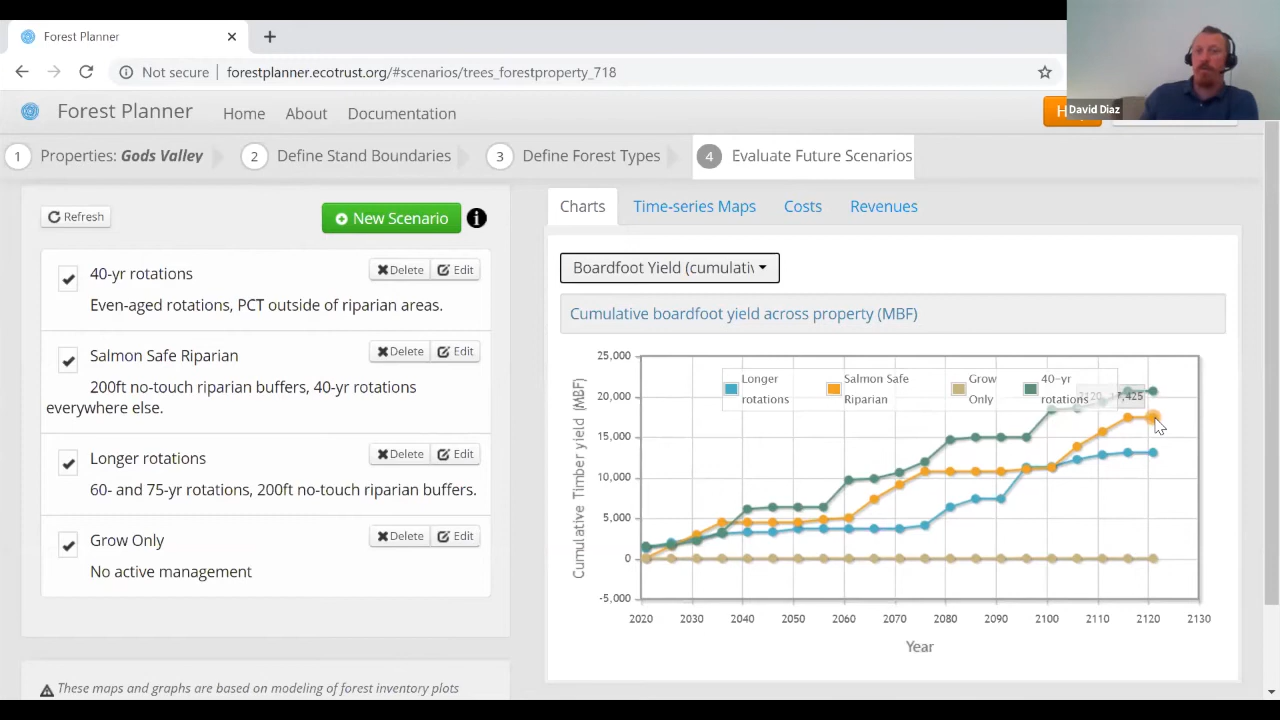 Forest Planner
Not secure
forestplanner.ecotrust.org/#scenarios/trees_forestproperty_718
David Diaz
Forest Planner
Home
About
Documentation
1
Properties: Gods Valley
2
Define Stand Boundaries
3
Define Forest Types
4
Evaluate Future Scenarios
Refresh
New Scenario
40-yr rotations
Delete
Edit
Even-aged rotations, PCT outside of riparian areas.
Salmon Safe Riparian
Delete
Edit
200ft no-touch riparian buffers, 40-yr rotations
everywhere else.
Longer rotations
Delete
Edit
60- and 75-yr rotations, 200ft no-touch riparian buffers.
Grow Only
Delete
Edit
No active management
These maps and graphs are based on modeling of forest inventory plots
Charts
Time-series Maps
Costs
Revenues
Boardfoot Yield (cumulativ
Cumulative boardfoot yield across property (MBF)
Longer
rotations
Salmon Safe
Riparian
Grow
Only
40-yr
rotations
17,425
25,000
20,000
15,000
10,000
5,000
0
-5,000
Cumulative Timber yield (MBF)
2020 2030 2040 2050 2060 2070 2080 2090 2100 2110 2120 2130
Year